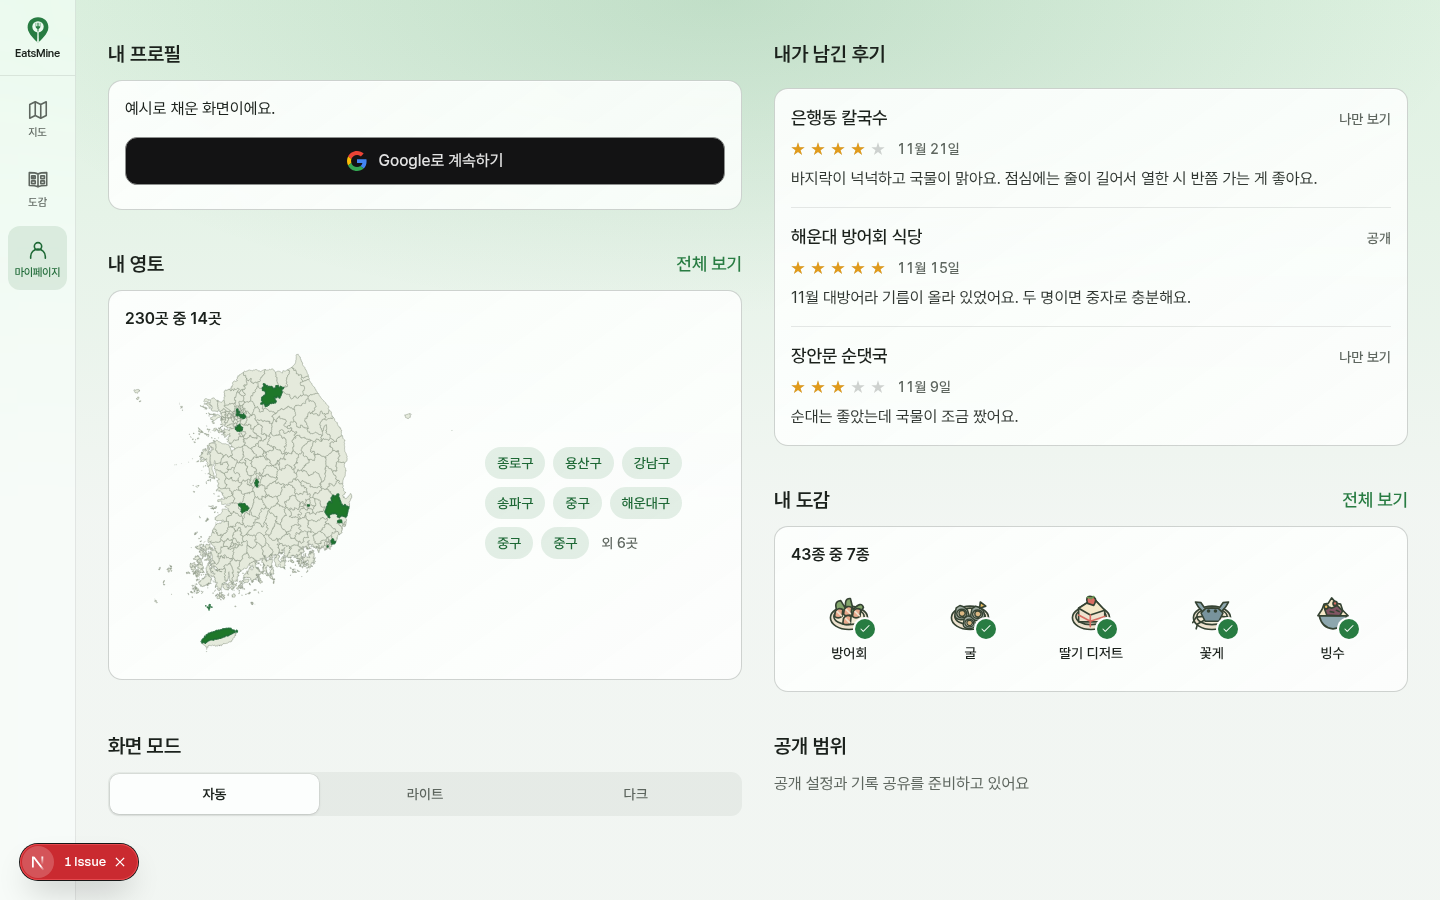 EatsMine
지도
도감
마이페이지
내 프로필
예시로 채운 화면이에요.
Google로 계속하기
내 영토
전체 보기
230곳 중 14곳
종로구
용산구
강남구
송파구
중구
해운대구
중구
중구
외 6곳
화면 모드
자동
라이트
다크
내가 남긴 후기
은행동 칼국수
나만 보기
11월 21일
바지락이 넉넉하고 국물이 맑아요. 점심에는 줄이 길어서 열한 시 반쯤 가는 게 좋아요.
해운대 방어회 식당
공개
11월 15일
11월 대방어라 기름이 올라 있었어요. 두 명이면 중자로 충분해요.
장안문 순댓국
나만 보기
11월 9일
순대는 좋았는데 국물이 조금 짰어요.
내 도감
전체 보기
43종 중 7종
방어회
굴
딸기 디저트
꽃게
빙수
공개 범위
공개 설정과 기록 공유를 준비하고 있어요
N
1 Issue